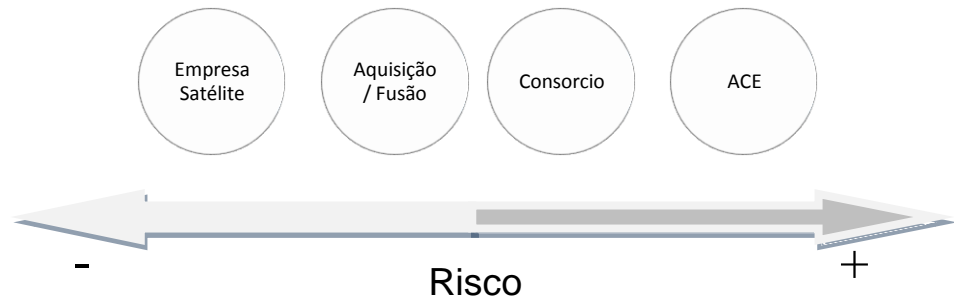 Empresa
Satélite
Aquisição
/ Fusão
Consorcio
ACE
- +
Risco